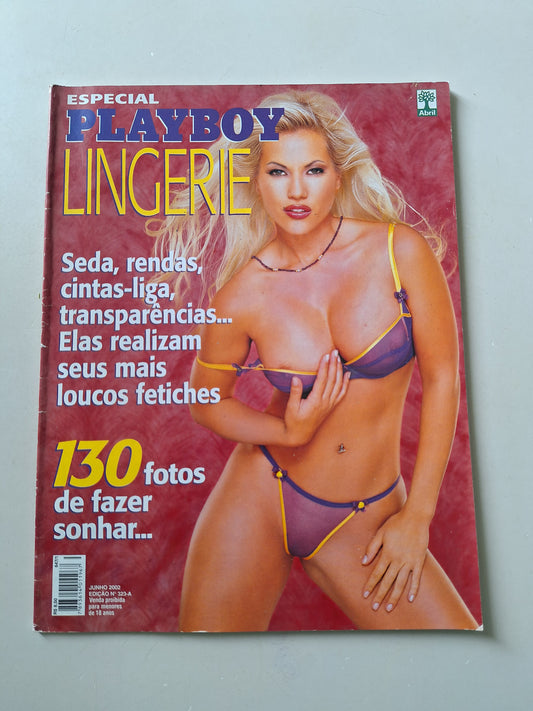 ESPECIAL
PLAYBOY
LINGERIE
Abril
Seda, rendas,
cintas-liga,
transparências...
Elas realizam
seus mais
loucos fetiches
130 fotos
de fazer
sonhar...
JUNHO 2002
EDIÇÃO Nº 323-A
Venda proibida
para menores
de 18 anos